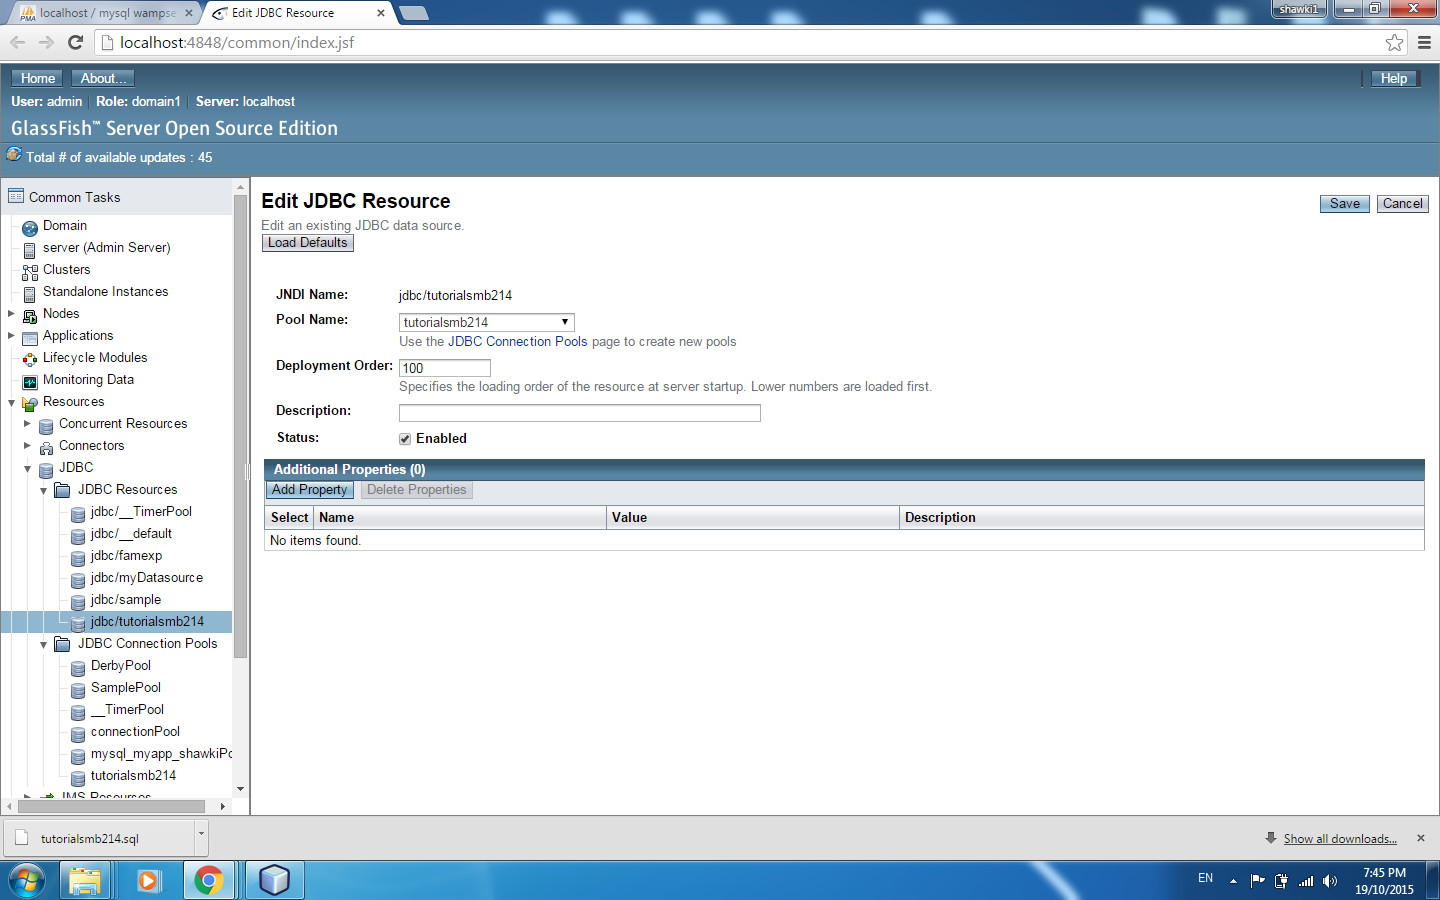 localhost / mysql wampse
Edit JDBC Resource
shawki1
localhost:4848/common/index.jsf
Home
About...
Help
User: admin
Role: domain1
Server: localhost
GlassFish™ Server Open Source Edition
Total # of available updates : 45
Common Tasks
Domain
server (Admin Server)
Clusters
Standalone Instances
Nodes
Applications
Lifecycle Modules
Monitoring Data
Resources
Concurrent Resources
Connectors
JDBC
JDBC Resources
jdbc/__TimerPool
jdbc/__default
jdbc/famexp
jdbc/myDatasource
jdbc/sample
jdbc/tutorialsmb214
JDBC Connection Pools
DerbyPool
SamplePool
__TimerPool
connectionPool
mysql_myapp_shawkiPo
tutorialsmb214
JMS Resources
Edit JDBC Resource
Save
Cancel
Edit an existing JDBC data source.
Load Defaults
JNDI Name:
jdbc/tutorialsmb214
Pool Name:
tutorialsmb214
Use the JDBC Connection Pools page to create new pools
Deployment Order:
100
Specifies the loading order of the resource at server startup. Lower numbers are loaded first.
Description:
Status:
Enabled
Additional Properties (0)
Add Property
Delete Properties
Select
Name
Value
Description
No items found.
tutorialsmb214.sql
Show all downloads...
EN
7:45 PM
19/10/2015